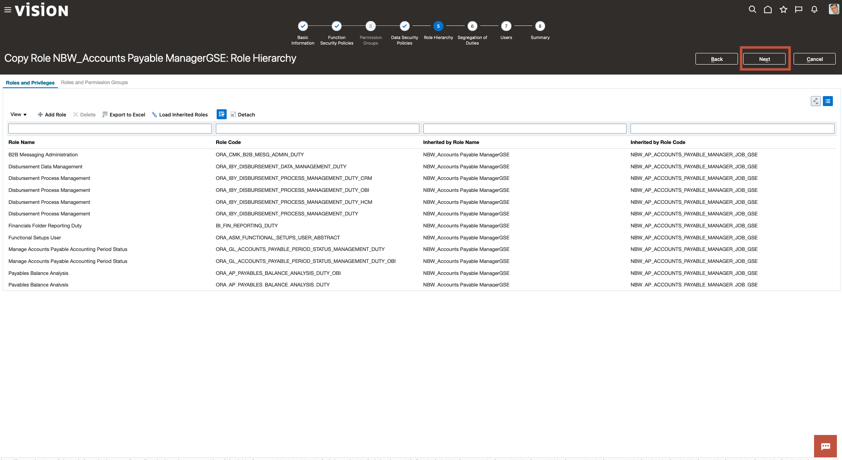 vision
1 2 3 4 5 6 7 8
Basic Information
Function Security Policies
Permission Groups
Data Security Policies
Role Hierarchy
Segregation of Duties
Users
Summary
Copy Role NBW_Accounts Payable ManagerGSE: Role Hierarchy
Back Next Cancel
Roles and Privileges Roles and Permission Groups
View Add Role Delete Export to Excel Load Inherited Roles Detach
Role Name Role Code Inherited by Role Name Inherited by Role Code
B2B Messaging Administration ORA_CMK_B2B_MESG_ADMIN_DUTY NBW_Accounts Payable ManagerGSE NBW_AP_ACCOUNTS_PAYABLE_MANAGER_JOB_GSE
Disbursement Data Management ORA_IBY_DISBURSEMENT_DATA_MANAGEMENT_DUTY NBW_Accounts Payable ManagerGSE NBW_AP_ACCOUNTS_PAYABLE_MANAGER_JOB_GSE
Disbursement Process Management ORA_IBY_DISBURSEMENT_PROCESS_MANAGEMENT_DUTY_CRM NBW_Accounts Payable ManagerGSE NBW_AP_ACCOUNTS_PAYABLE_MANAGER_JOB_GSE
Disbursement Process Management ORA_IBY_DISBURSEMENT_PROCESS_MANAGEMENT_DUTY_OBI NBW_Accounts Payable ManagerGSE NBW_AP_ACCOUNTS_PAYABLE_MANAGER_JOB_GSE
Disbursement Process Management ORA_IBY_DISBURSEMENT_PROCESS_MANAGEMENT_DUTY_HCM NBW_Accounts Payable ManagerGSE NBW_AP_ACCOUNTS_PAYABLE_MANAGER_JOB_GSE
Disbursement Process Management ORA_IBY_DISBURSEMENT_PROCESS_MANAGEMENT_DUTY NBW_Accounts Payable ManagerGSE NBW_AP_ACCOUNTS_PAYABLE_MANAGER_JOB_GSE
Financials Folder Reporting Duty BI_FIN_REPORTING_DUTY NBW_Accounts Payable ManagerGSE NBW_AP_ACCOUNTS_PAYABLE_MANAGER_JOB_GSE
Functional Setups User ORA_ASM_FUNCTIONAL_SETUPS_USER_ABSTRACT NBW_Accounts Payable ManagerGSE NBW_AP_ACCOUNTS_PAYABLE_MANAGER_JOB_GSE
Manage Accounts Payable Accounting Period Status ORA_GL_ACCOUNTS_PAYABLE_PERIOD_STATUS_MANAGEMENT_DUTY NBW_Accounts Payable ManagerGSE NBW_AP_ACCOUNTS_PAYABLE_MANAGER_JOB_GSE
Manage Accounts Payable Accounting Period Status ORA_GL_ACCOUNTS_PAYABLE_PERIOD_STATUS_MANAGEMENT_DUTY_OBI NBW_Accounts Payable ManagerGSE NBW_AP_ACCOUNTS_PAYABLE_MANAGER_JOB_GSE
Payables Balance Analysis ORA_AP_PAYABLES_BALANCE_ANALYSIS_DUTY_OBI NBW_Accounts Payable ManagerGSE NBW_AP_ACCOUNTS_PAYABLE_MANAGER_JOB_GSE
Payables Balance Analysis ORA_AP_PAYABLES_BALANCE_ANALYSIS_DUTY NBW_Accounts Payable ManagerGSE NBW_AP_ACCOUNTS_PAYABLE_MANAGER_JOB_GSE